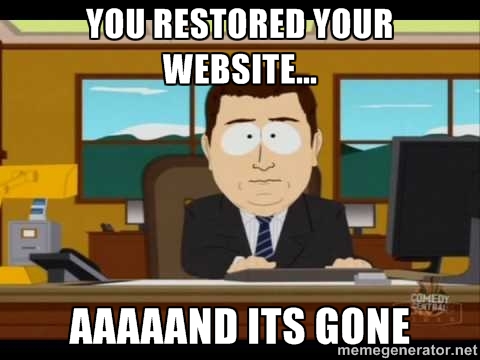 YOU RESTORED YOUR
WEBSITE...
COMEDY
CENTRAL
AAAAAND ITS GONE
memegenerator.net